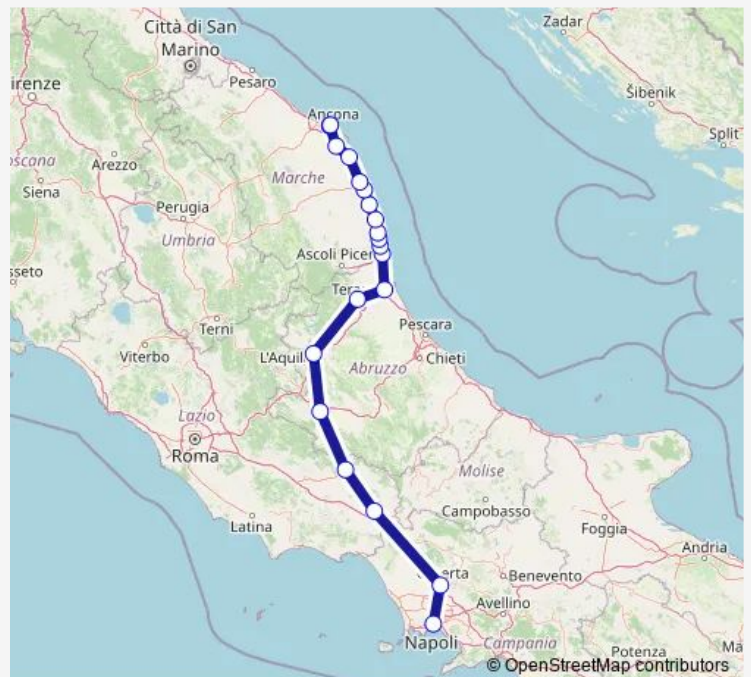 Città di San
Marino
Zadar
irenze
Pesaro
Šibenik
Ancona
Split
oscana
Arezzo
Siena
Marche
Perugia
Umbria
Ascoli Picen
sseto
Ter
Terni
Pescara
Viterbo
L'Aquil
Abruzzo
Chieti
Lazio
Roma
Molise
Latina
Campobasso
Foggia
Andria
erta
Benevento
Avellino
Napoli
Campania
Potenza
Ma
© OpenStreetMap contributors